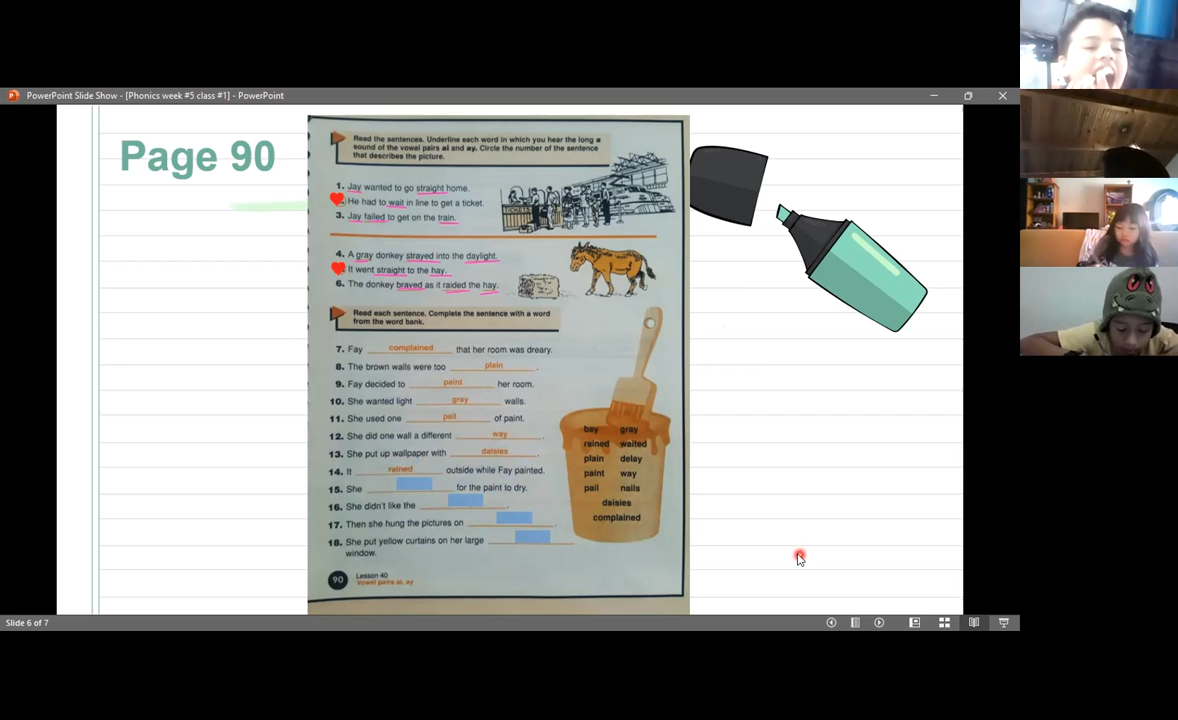 PowerPoint Slide Show - [Phonics week #5 class #1] - PowerPoint
Page 90
Read the sentences. Underline each word in which you hear the long a
sound of the vowel pairs ai and ay. Circle the number of the sentence
that describes the picture.
1. Jay wanted to go straight home.
He had to wait in line to get a ticket.
3. Jay failed to get on the train.
4. A gray donkey strayed into the daylight.
It went straight to the hay.
6. The donkey brayed as it raided the hay.
Read each sentence. Complete the sentence with a word
from the word bank.
7. Fay complained that her room was dreary.
8. The brown walls were too plain.
9. Fay decided to paint her room.
10. She wanted light gray walls.
11. She used one pail of paint.
12. She did one wall a different way.
13. She put up wallpaper with daisies.
14. It rained outside while Fay painted.
15. She for the paint to dry.
16. She didn't like the .
17. Then she hung the pictures on .
18. She put yellow curtains on her large
window.
bay gray
rained waited
plain delay
paint way
pail nails
daisies
complained
90
Lesson 40
Vowel pairs ai, ay
Slide 6 of 7